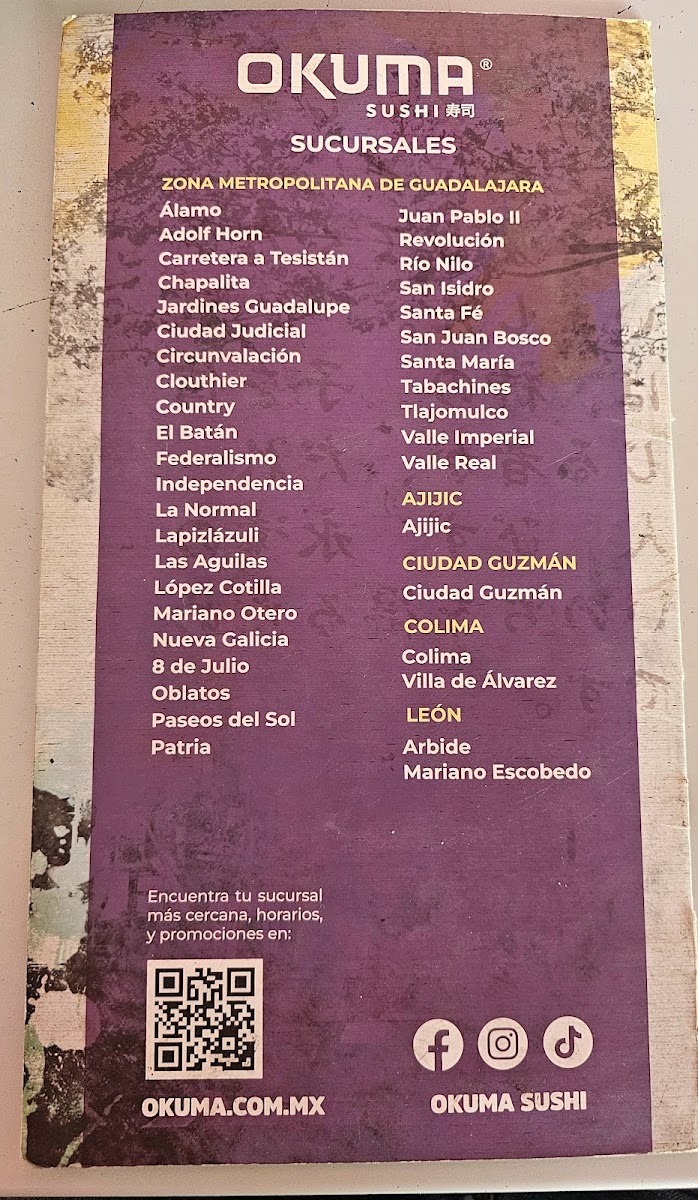 OKUMA®
SUSHI 寿司
SUCURSALES
ZONA METROPOLITANA DE GUADALAJARA
Álamo
Adolf Horn
Carretera a Tesistán
Chapalita
Jardines Guadalupe
Ciudad Judicial
Circunvalación
Clouthier
Country
El Batán
Federalismo
Independencia
La Normal
Lapizlázuli
Las Aguilas
López Cotilla
Mariano Otero
Nueva Galicia
8 de Julio
Oblatos
Paseos del Sol
Patria
Juan Pablo II
Revolución
Río Nilo
San Isidro
Santa Fé
San Juan Bosco
Santa María
Tabachines
Tlajomulco
Valle Imperial
Valle Real
AJIJIC
Ajijic
CIUDAD GUZMÁN
Ciudad Guzmán
COLIMA
Colima
Villa de Álvarez
LEÓN
Arbide
Mariano Escobedo
Encuentra tu sucursal
más cercana, horarios,
y promociones en:
OKUMA.COM.MX
OKUMA SUSHI